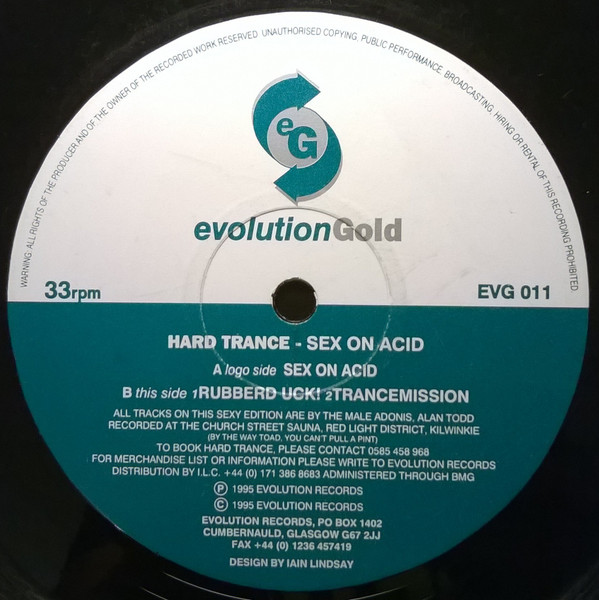 WARNING: ALL RIGHTS OF THE PRODUCER AND OF THE OWNER OF THE RECORDED WORK RESERVED UNAUTHORISED COPYING, PUBLIC PERFORMANCE, BROADCASTING, HIRING OR RENTAL OF THIS RECORDING PROHIBITED
eG
evolutionGold
33rpm
EVG 011
HARD TRANCE - SEX ON ACID
A logo side SEX ON ACID
B this side 1RUBBERD UCK! 2TRANCEMISSION
ALL TRACKS ON THIS SEXY EDITION ARE BY THE MALE ADONIS, ALAN TODD
RECORDED AT THE CHURCH STREET SAUNA, RED LIGHT DISTRICT, KILWINKIE
(BY THE WAY TOAD, YOU CAN'T PULL A PINT)
TO BOOK HARD TRANCE, PLEASE CONTACT 0585 458 968
FOR MERCHANDISE LIST OR INFORMATION PLEASE WRITE TO EVOLUTION RECORDS
DISTRIBUTION BY I.L.C. +44 (0) 171 386 8683 ADMINISTERED THROUGH BMG
Ⓟ 1995 EVOLUTION RECORDS
© 1995 EVOLUTION RECORDS
EVOLUTION RECORDS, PO BOX 1402
CUMBERNAULD, GLASGOW G67 2JJ
FAX +44 (0) 1236 457419
DESIGN BY IAIN LINDSAY